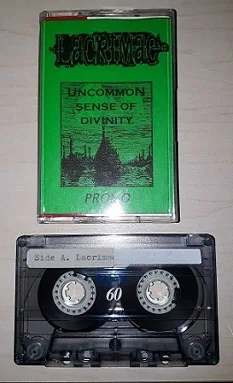 LACRIMAE
UNCOMMON
SENSE OF
DIVINITY
PROMO
Side A. Lacrimae
60